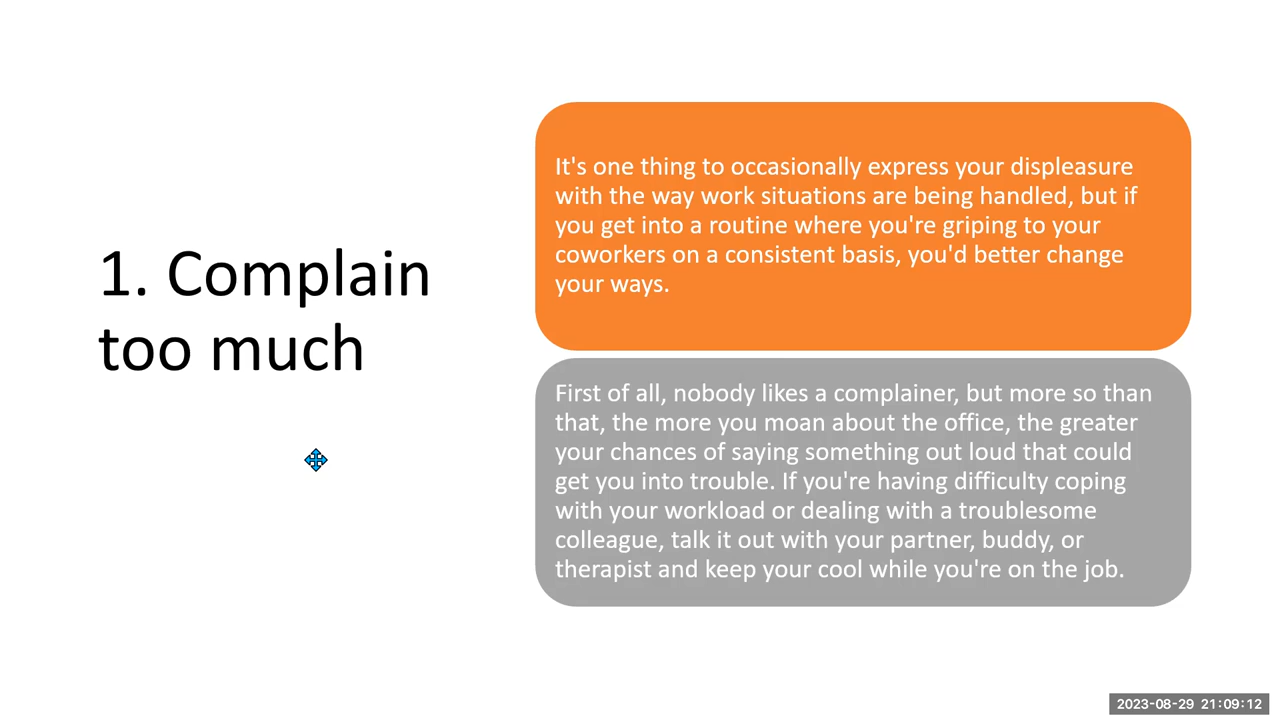 1. Complain
too much
It's one thing to occasionally express your displeasure
with the way work situations are being handled, but if
you get into a routine where you're griping to your
coworkers on a consistent basis, you'd better change
your ways.
First of all, nobody likes a complainer, but more so than
that, the more you moan about the office, the greater
your chances of saying something out loud that could
get you into trouble. If you're having difficulty coping
with your workload or dealing with a troublesome
colleague, talk it out with your partner, buddy, or
therapist and keep your cool while you're on the job.
2023-08-29 21:09:12